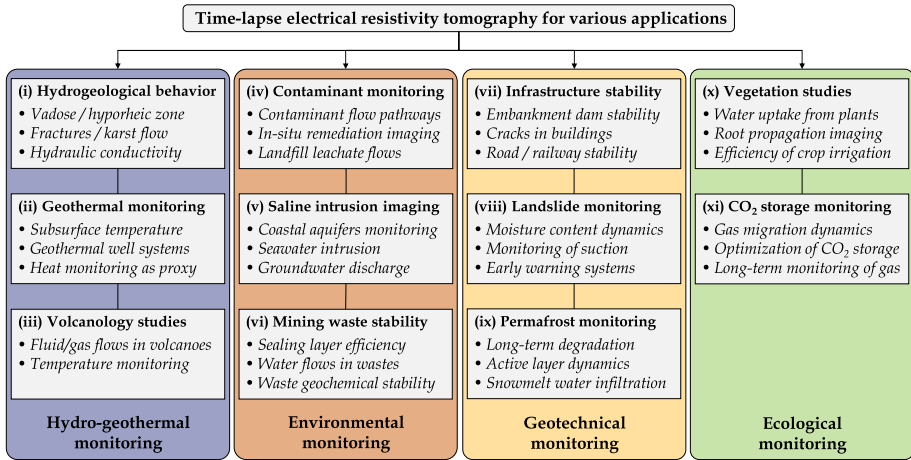 Time-lapse electrical resistivity tomography for various applications
(i) Hydrogeological behavior
• Vadose / hyporheic zone
• Fractures / karst flow
• Hydraulic conductivity
(ii) Geothermal monitoring
• Subsurface temperature
• Geothermal well systems
• Heat monitoring as proxy
(iii) Volcanology studies
• Fluid/gas flows in volcanoes
• Temperature monitoring
Hydro-geothermal
monitoring
(iv) Contaminant monitoring
• Contaminant flow pathways
• In-situ remediation imaging
• Landfill leachate flows
(v) Saline intrusion imaging
• Coastal aquifers monitoring
• Seawater intrusion
• Groundwater discharge
(vi) Mining waste stability
• Sealing layer efficiency
• Water flows in wastes
• Waste geochemical stability
Environmental
monitoring
(vii) Infrastructure stability
• Embankment dam stability
• Cracks in buildings
• Road / railway stability
(viii) Landslide monitoring
• Moisture content dynamics
• Monitoring of suction
• Early warning systems
(ix) Permafrost monitoring
• Long-term degradation
• Active layer dynamics
• Snowmelt water infiltration
Geotechnical
monitoring
(x) Vegetation studies
• Water uptake from plants
• Root propagation imaging
• Efficiency of crop irrigation
(xi) CO₂ storage monitoring
• Gas migration dynamics
• Optimization of CO₂ storage
• Long-term monitoring of gas
Ecological
monitoring